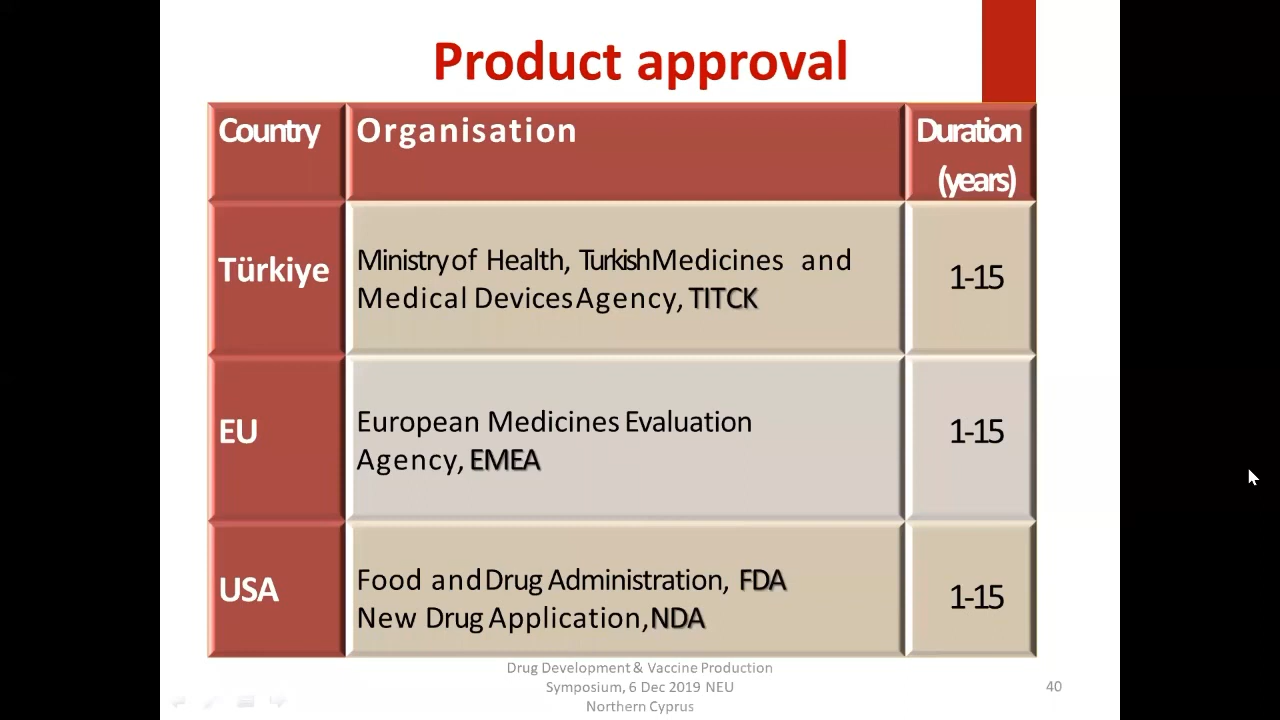 Product approval
Country Organisation Duration (years)
Türkiye Ministry of Health, Turkish Medicines and
Medical Devices Agency, TITCK 1-15
EU European Medicines Evaluation
Agency, EMEA 1-15
USA Food and Drug Administration, FDA
New Drug Application, NDA 1-15
Drug Development & Vaccine Production
Symposium, 6 Dec 2019 NEU
Northern Cyprus
40